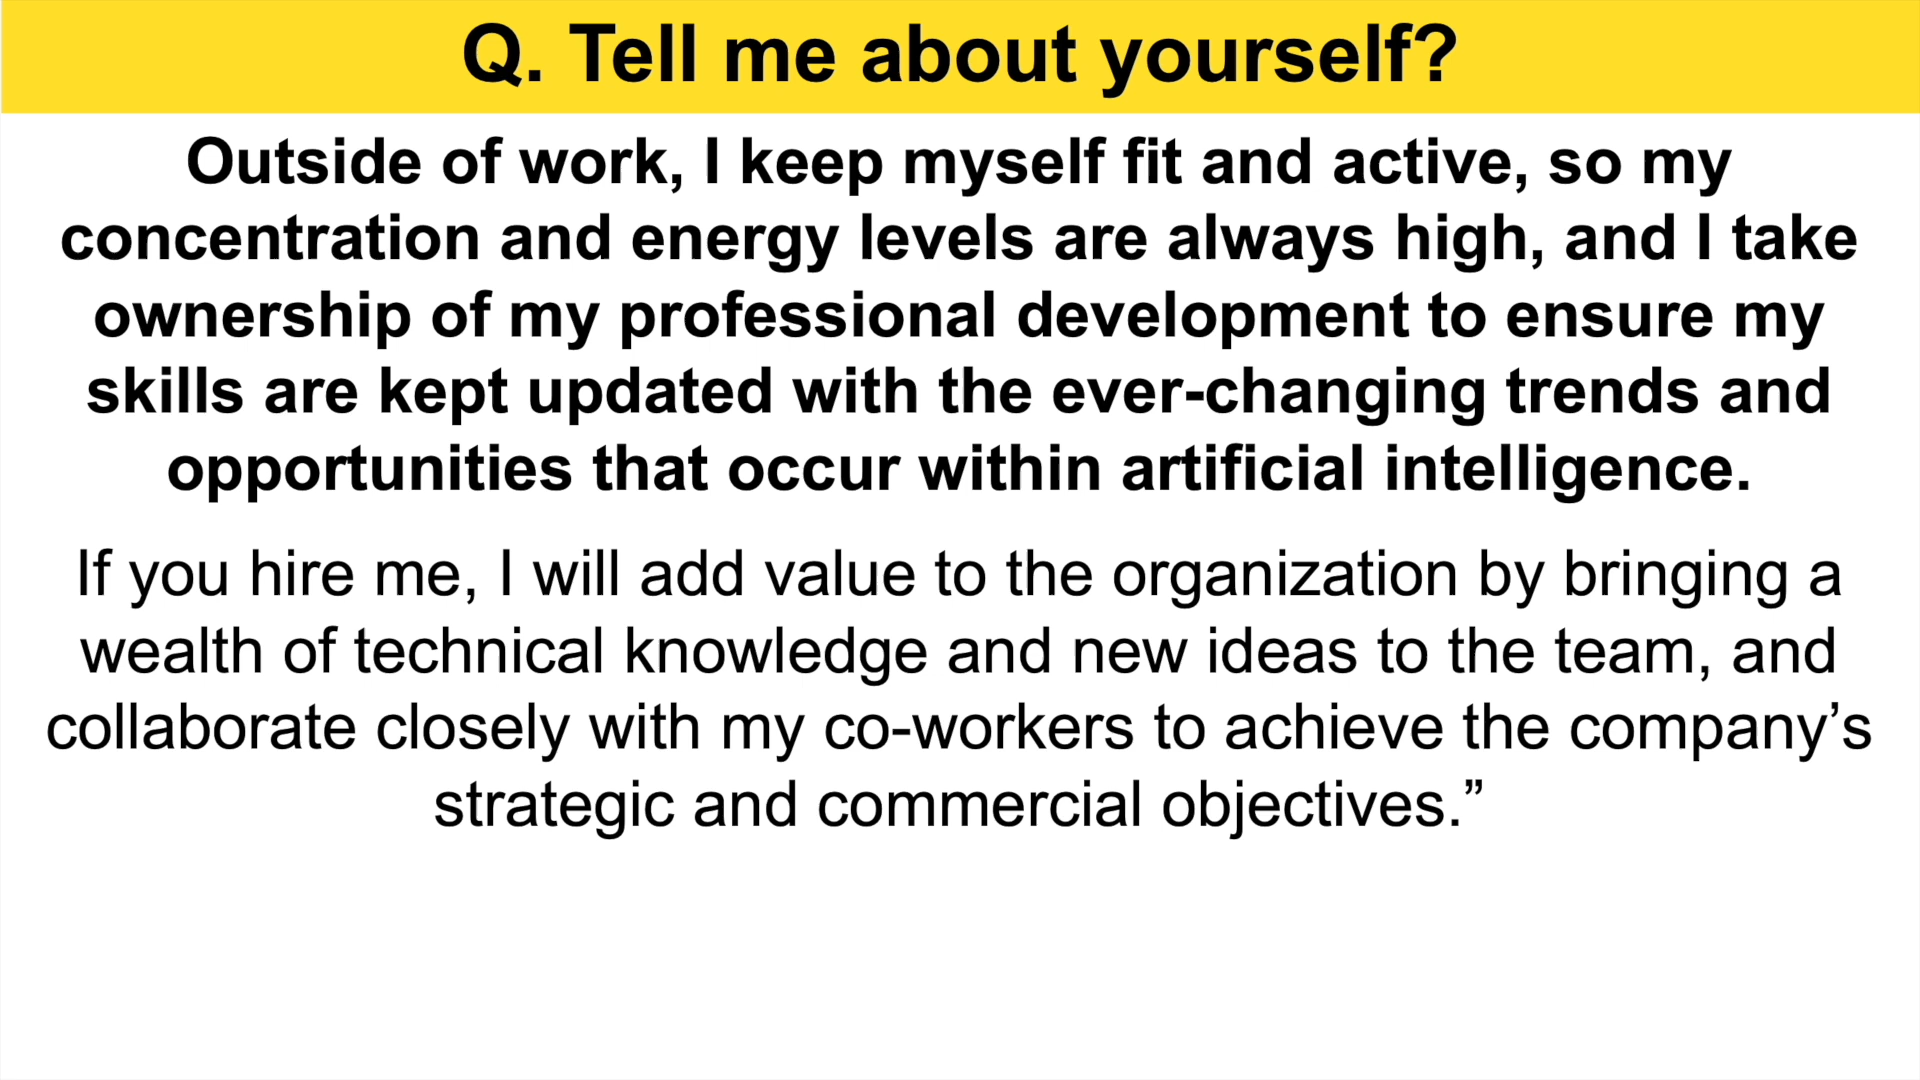 Q. Tell me about yourself?
Outside of work, I keep myself fit and active, so my
concentration and energy levels are always high, and I take
ownership of my professional development to ensure my
skills are kept updated with the ever-changing trends and
opportunities that occur within artificial intelligence.
If you hire me, I will add value to the organization by bringing a
wealth of technical knowledge and new ideas to the team, and
collaborate closely with my co-workers to achieve the company’s
strategic and commercial objectives.”